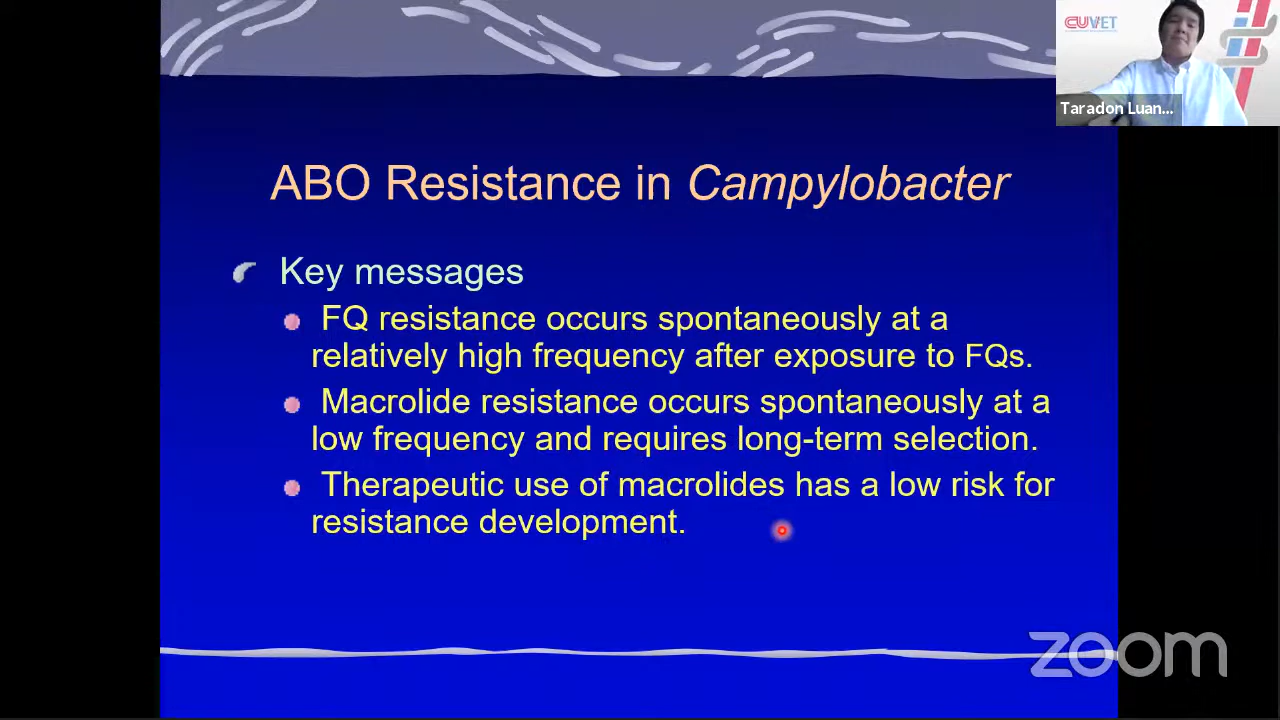 CUVET
Taradon Luan...
ABO Resistance in Campylobacter
Key messages
FQ resistance occurs spontaneously at a
relatively high frequency after exposure to FQs.
Macrolide resistance occurs spontaneously at a
low frequency and requires long-term selection.
Therapeutic use of macrolides has a low risk for
resistance development.
zoom